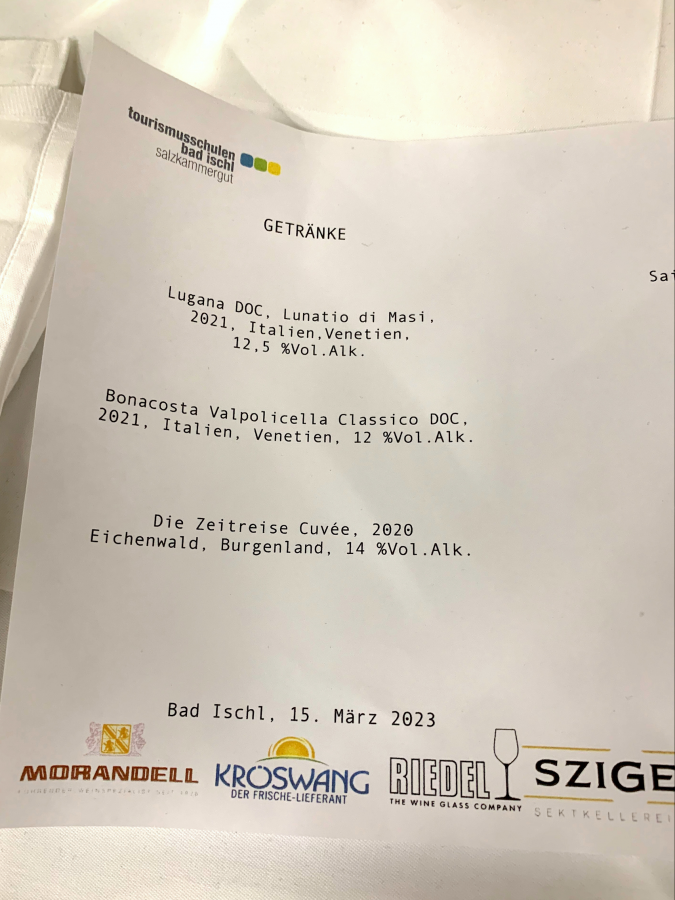 tourismusschulen
bad ischl
salzkammergut
GETRÄNKE
Sai
Lugana DOC, Lunatio di Masi,
2021, Italien,Venetien,
12,5 %Vol.Alk.
Bonacosta Valpolicella Classico DOC,
2021, Italien, Venetien, 12 %Vol.Alk.
Die Zeitreise Cuvée, 2020
Eichenwald, Burgenland, 14 %Vol.Alk.
Bad Ischl, 15. März 2023
MORANDELL
KRÖSWANG
DER FRISCHE-LIEFERANT
RIEDEL
THE WINE GLASS COMPANY
SZIGE
SEKTKELLEREI